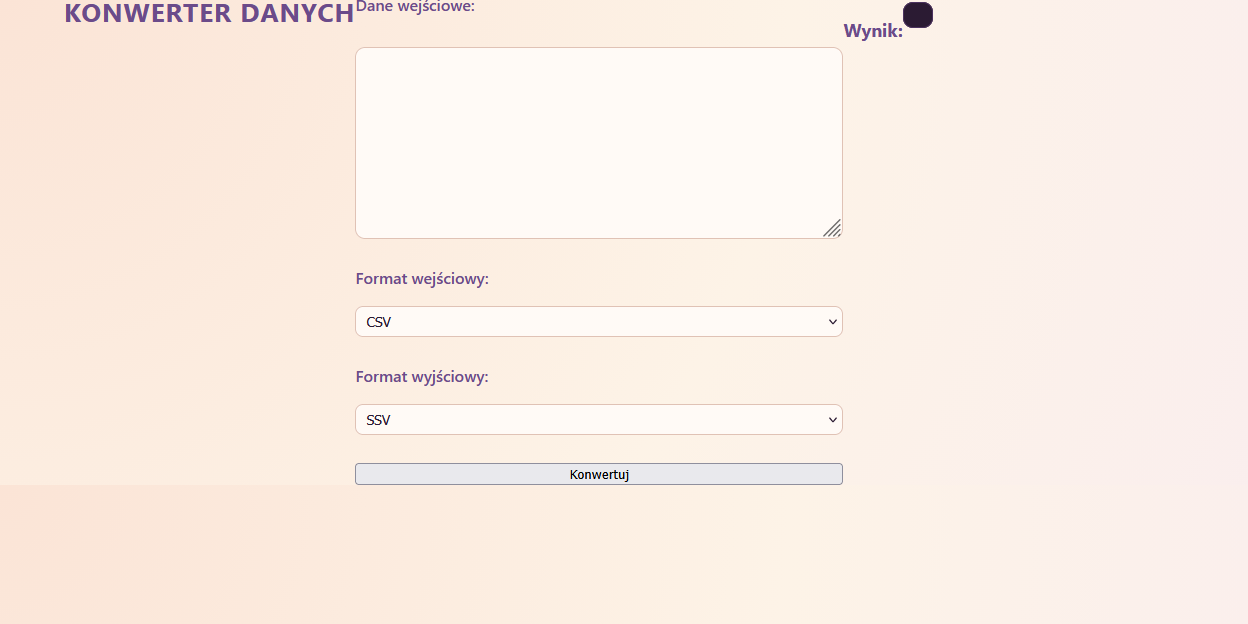 KONWERTER DANYCH
Dane wejściowe:
Wynik:
Format wejściowy:
CSV
Format wyjściowy:
SSV
Konwertuj